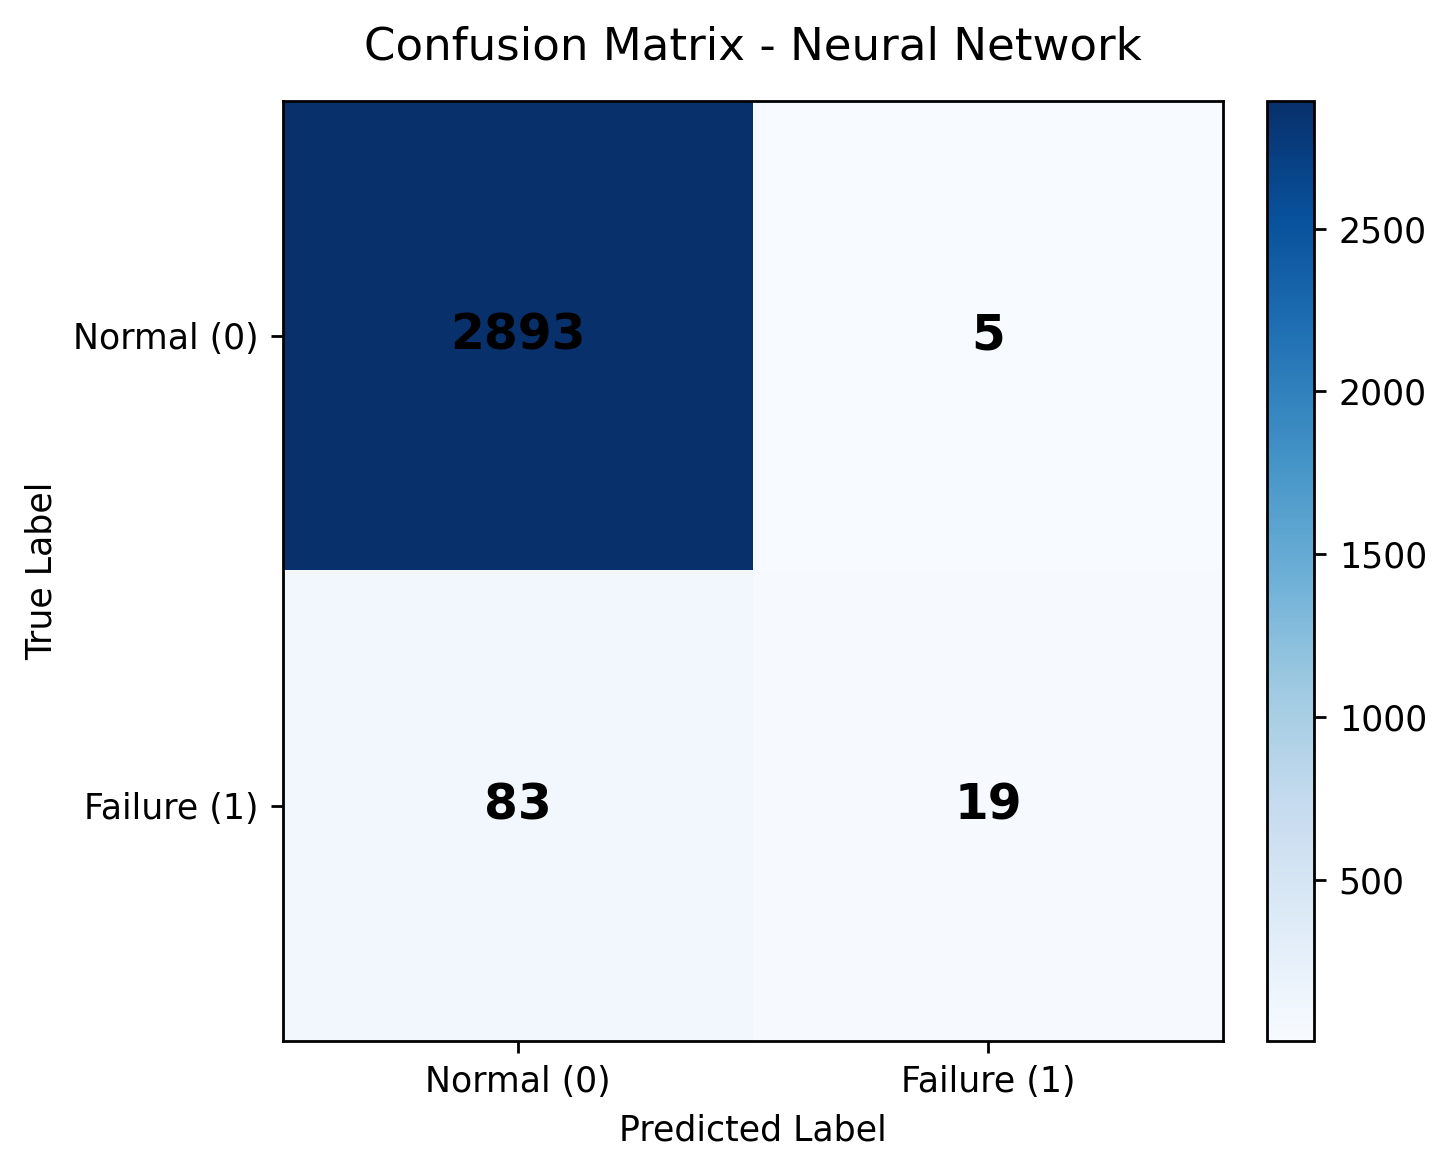 Confusion Matrix - Neural Network
True Label
Normal (0)
2893
5
Failure (1)
83
19
Normal (0)
Failure (1)
Predicted Label
2500
2000
1500
1000
500